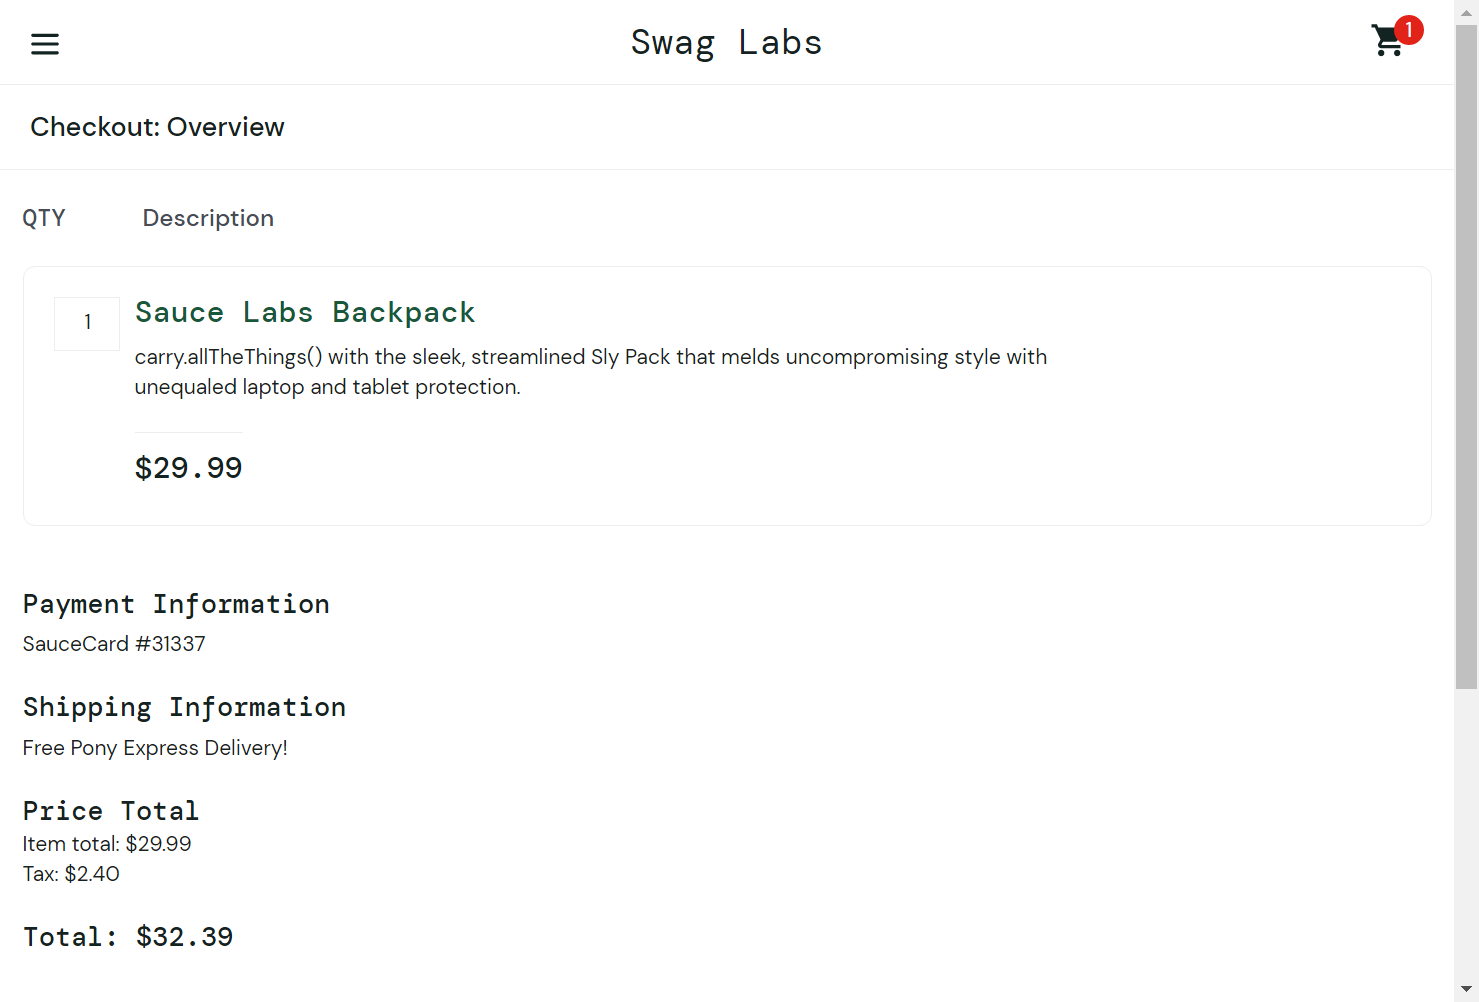 Swag Labs
1
Checkout: Overview
QTY
Description
1
Sauce Labs Backpack
carry.allTheThings() with the sleek, streamlined Sly Pack that melds uncompromising style with
unequaled laptop and tablet protection.
$29.99
Payment Information
SauceCard #31337
Shipping Information
Free Pony Express Delivery!
Price Total
Item total: $29.99
Tax: $2.40
Total: $32.39